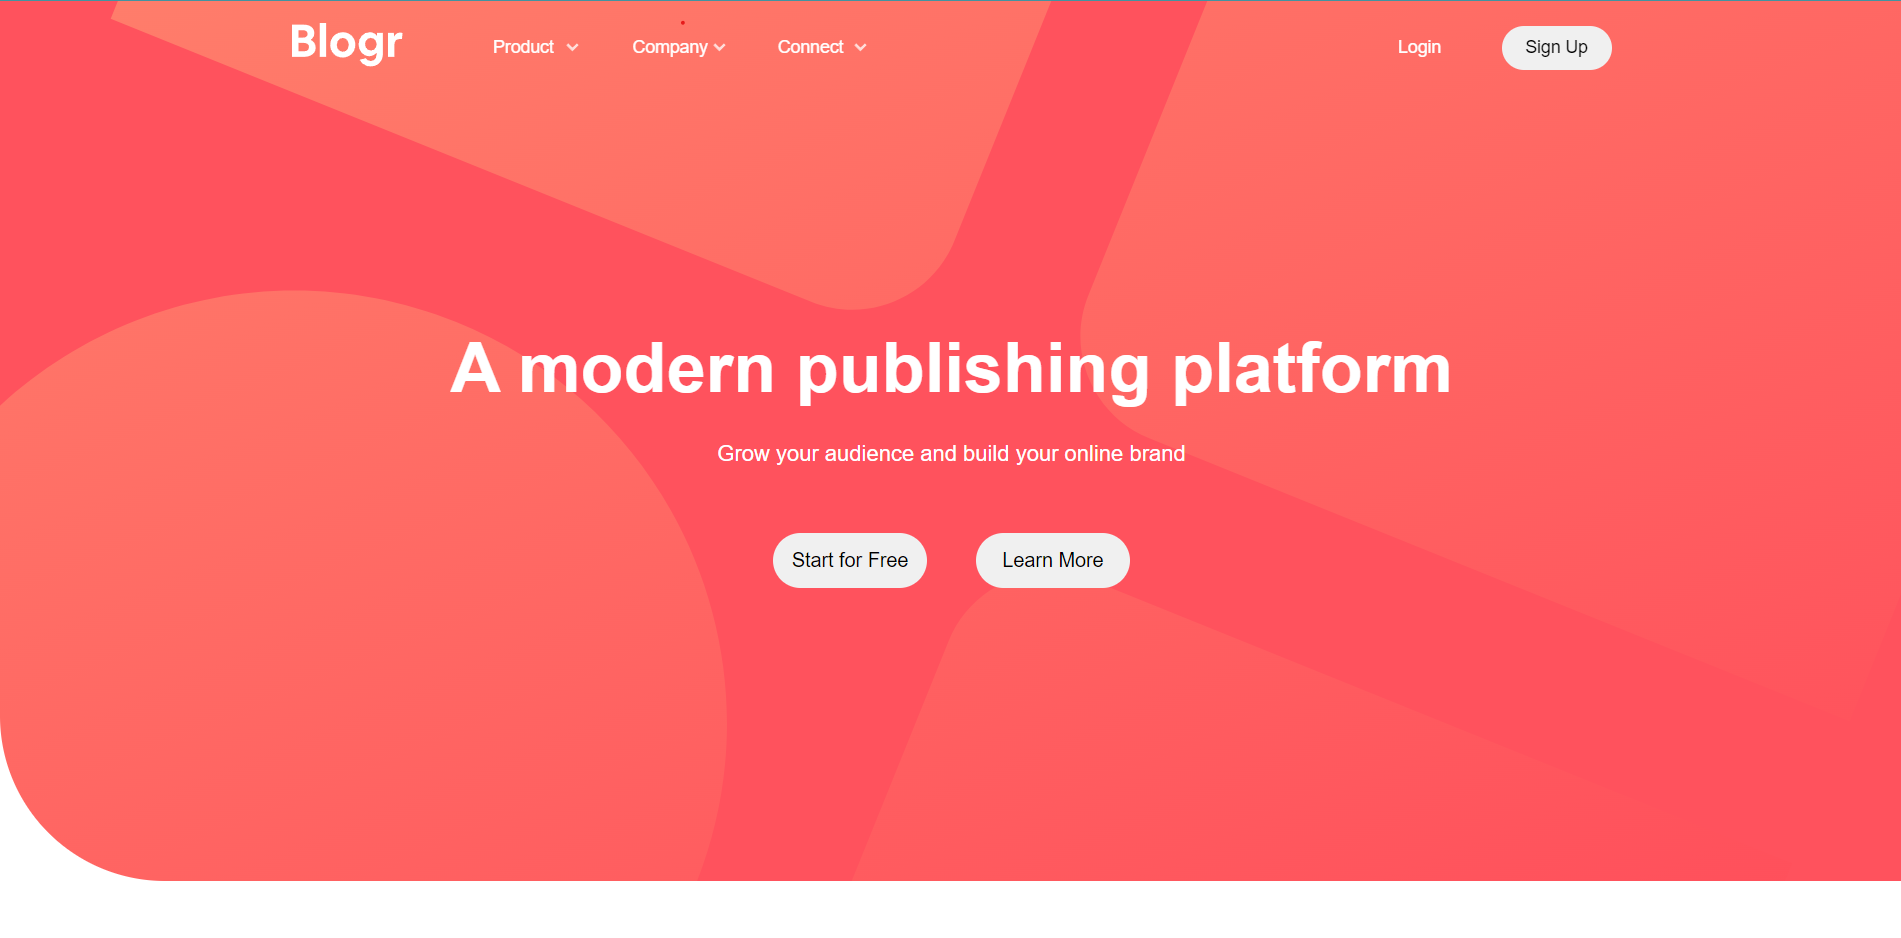 Blogr Product Company Connect Login Sign Up
A modern publishing platform
Grow your audience and build your online brand
Start for Free Learn More